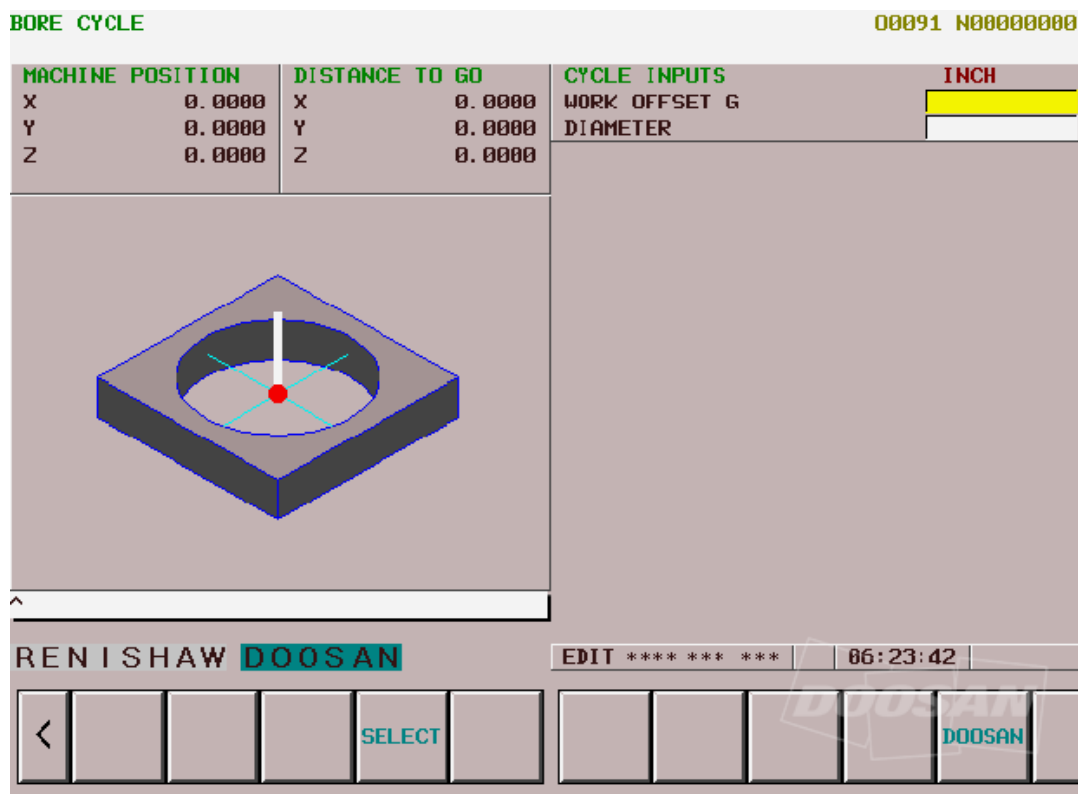 BORE CYCLE O0091 N00000000
MACHINE POSITION DISTANCE TO GO CYCLE INPUTS INCH
X 0.0000 X 0.0000 WORK OFFSET G
Y 0.0000 Y 0.0000 DIAMETER
Z 0.0000 Z 0.0000
^
RENISHAW DOOSAN EDIT **** *** *** 06:23:42
DOOSAN
< SELECT DOOSAN